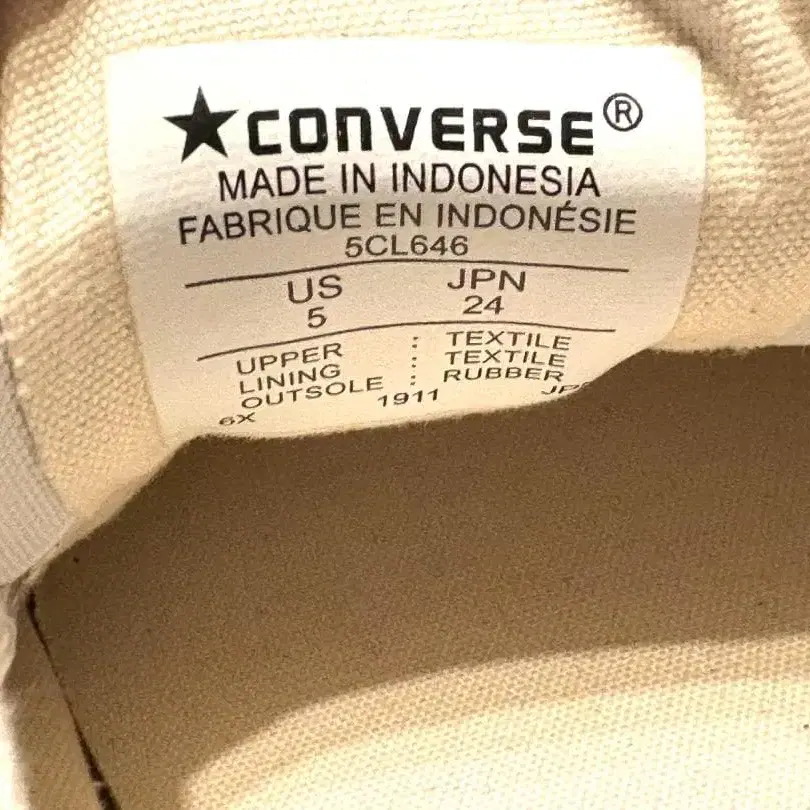 ★CONVERSE®
MADE IN INDONESIA
FABRIQUE EN INDONÉSIE
5CL646
US JPN
5 24
UPPER : TEXTILE
LINING : TEXTILE
OUTSOLE : RUBBER
6X 1911